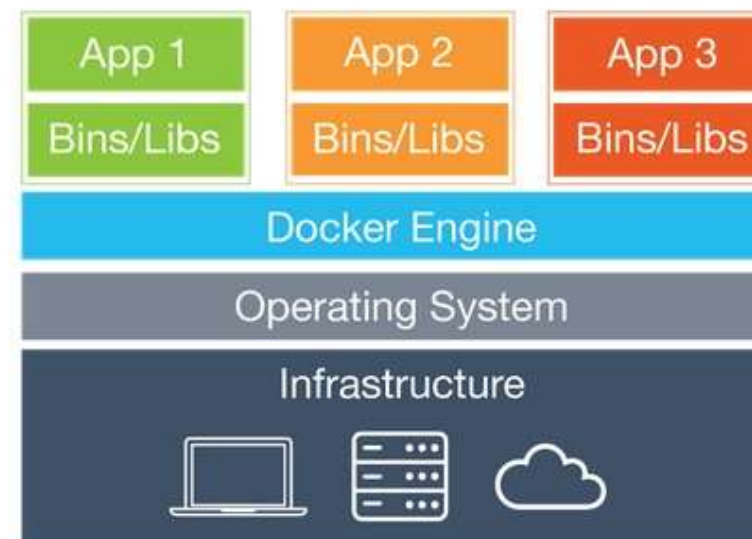 App 1
App 2
App 3
Bins/Libs
Bins/Libs
Bins/Libs
Docker Engine
Operating System
Infrastructure